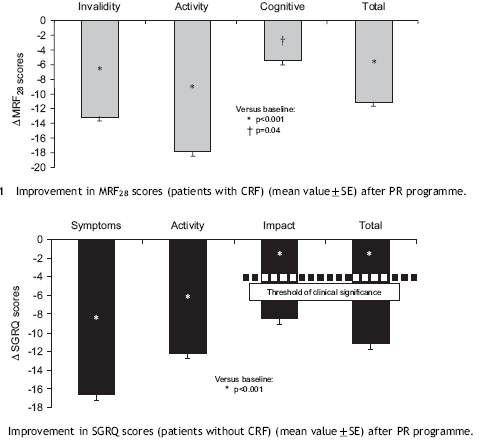 Invalidity Activity Cognitive Total
0
-2
-4
-6
-8
-10
-12
-14
-16
-18
-20
ΔMRF28 scores
* * † *
Versus baseline:
* p<0.001
† p=0.04
1 Improvement in MRF28 scores (patients with CRF) (mean value±SE) after PR programme.
Symptoms Activity Impact Total
0
-2
-4
-6
-8
-10
-12
-14
-16
-18
Δ SGRQ scores
* * * *
Threshold of clinical significance
Versus baseline:
* p<0.001
Improvement in SGRQ scores (patients without CRF) (mean value ±SE) after PR programme.